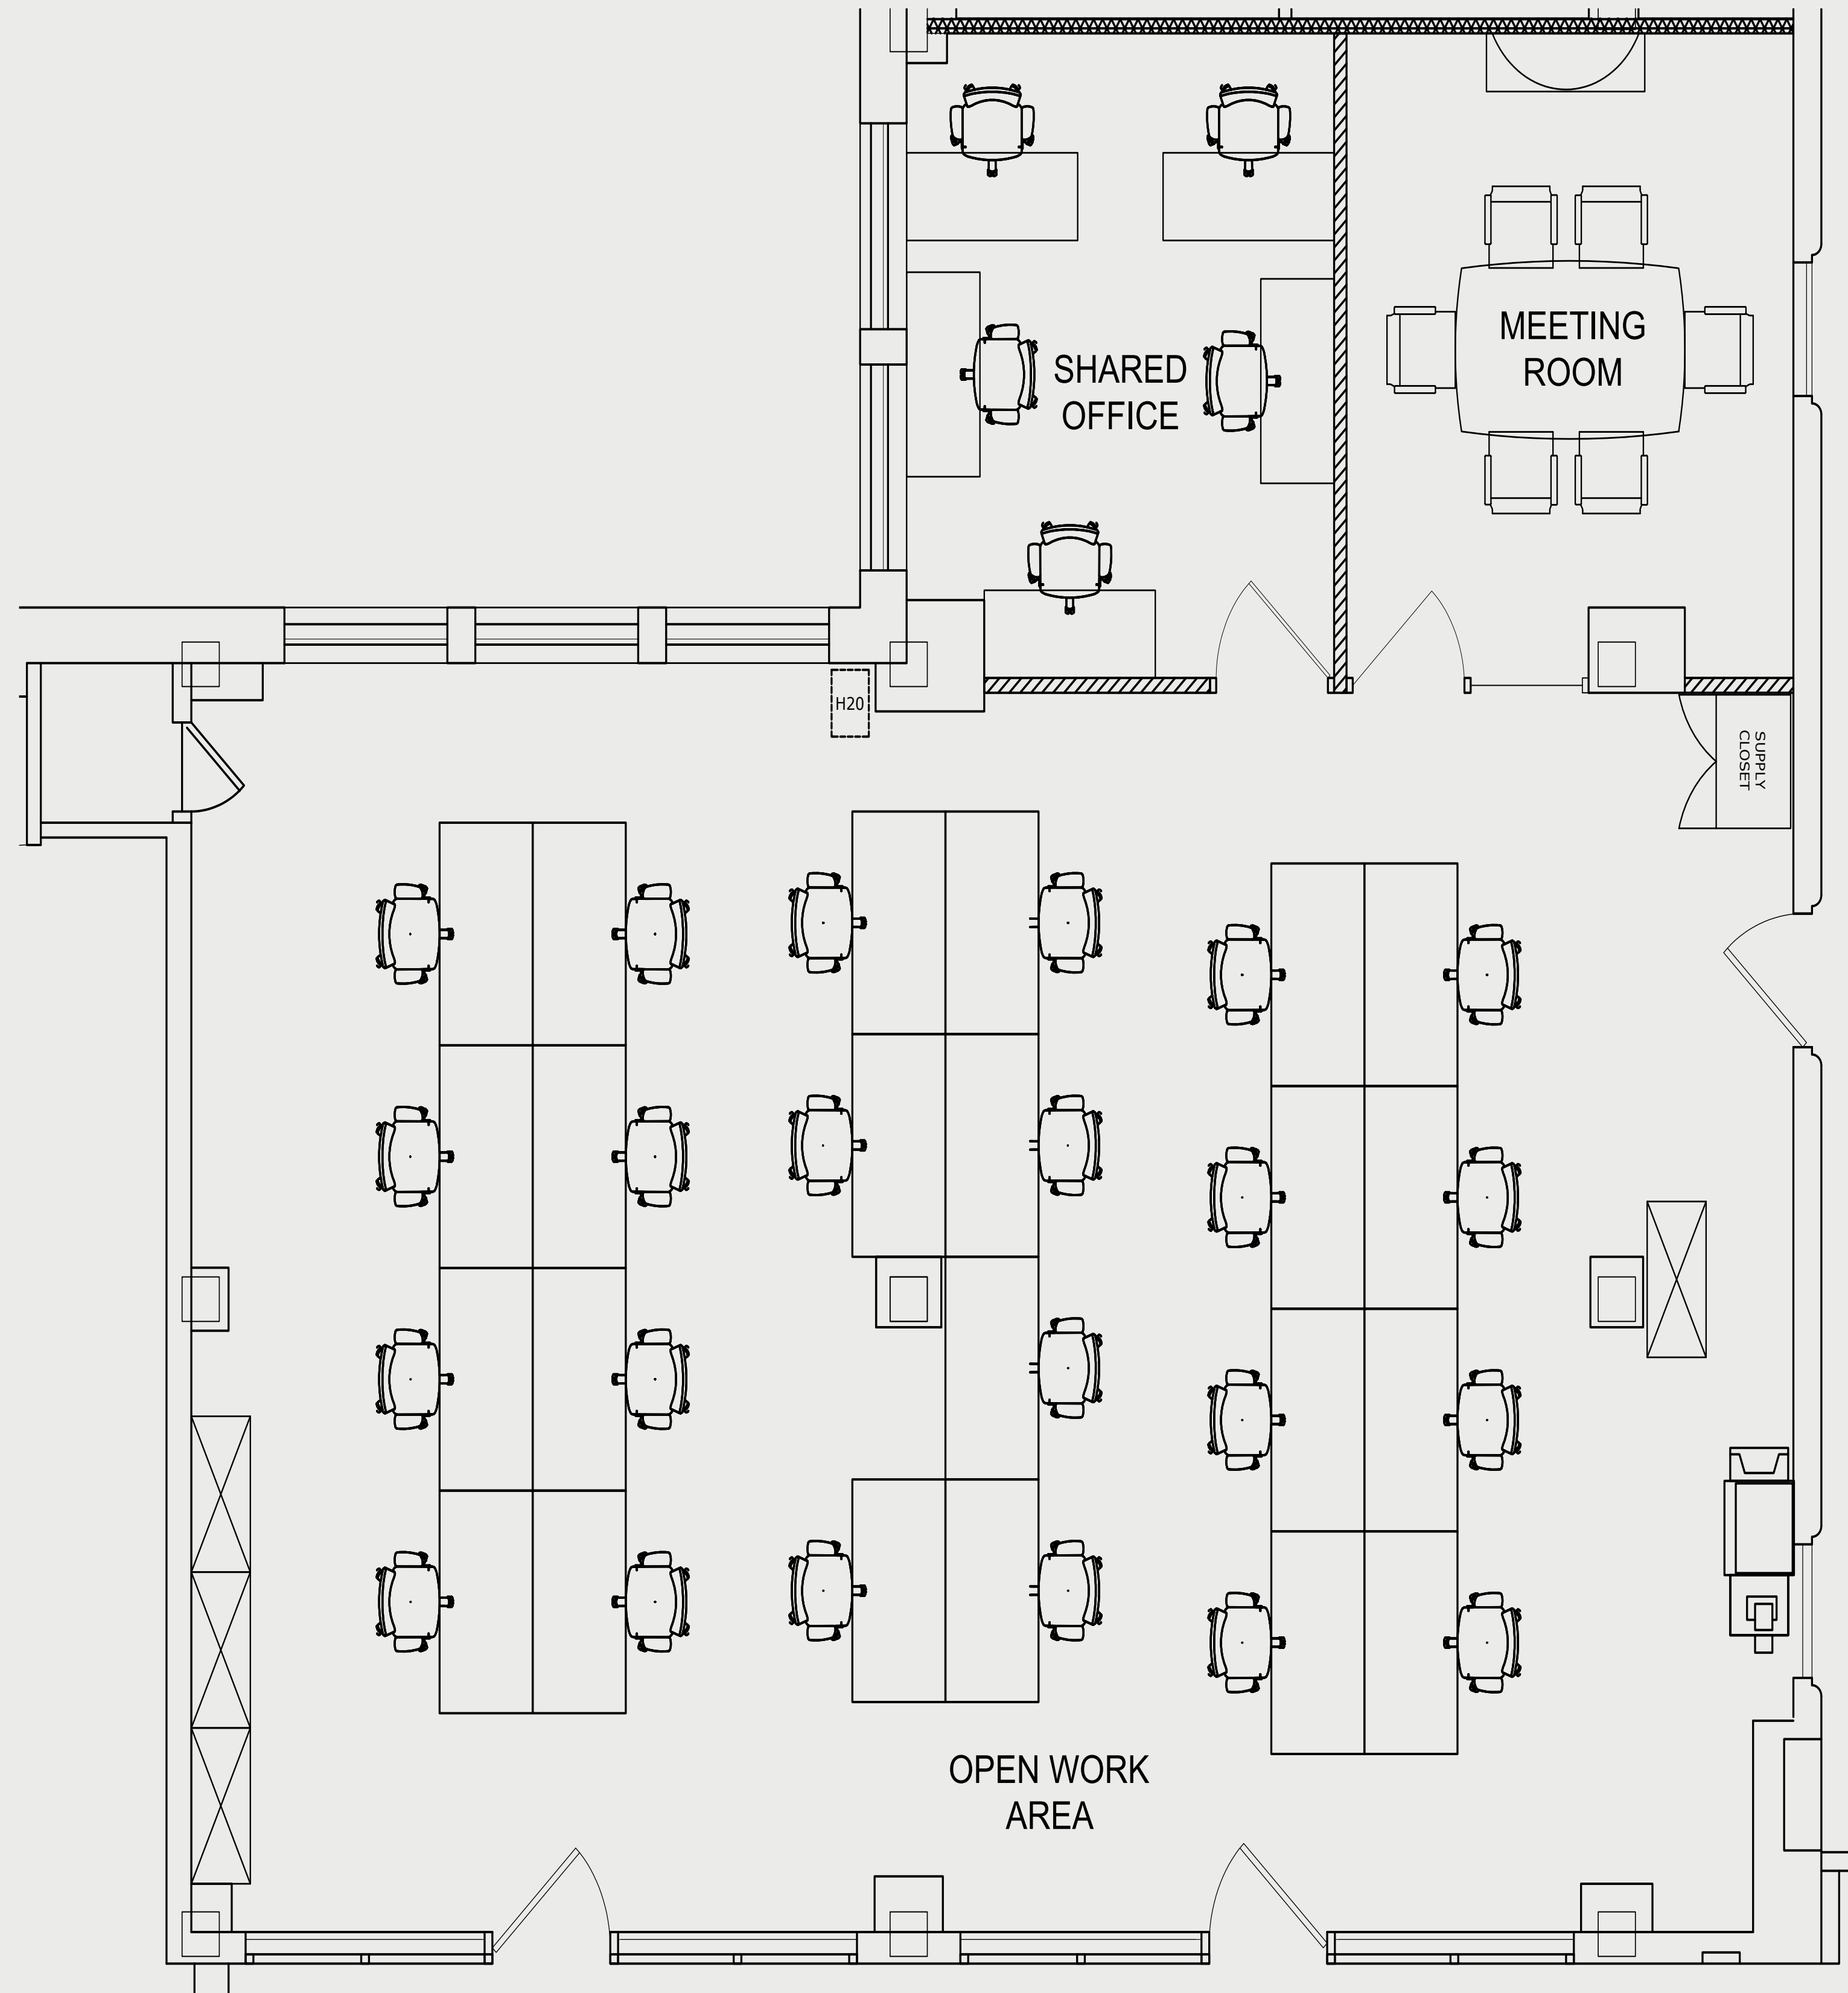 MEETING
ROOM
SHARED
OFFICE
H20
SUPPLY
CLOSET
OPEN WORK
AREA